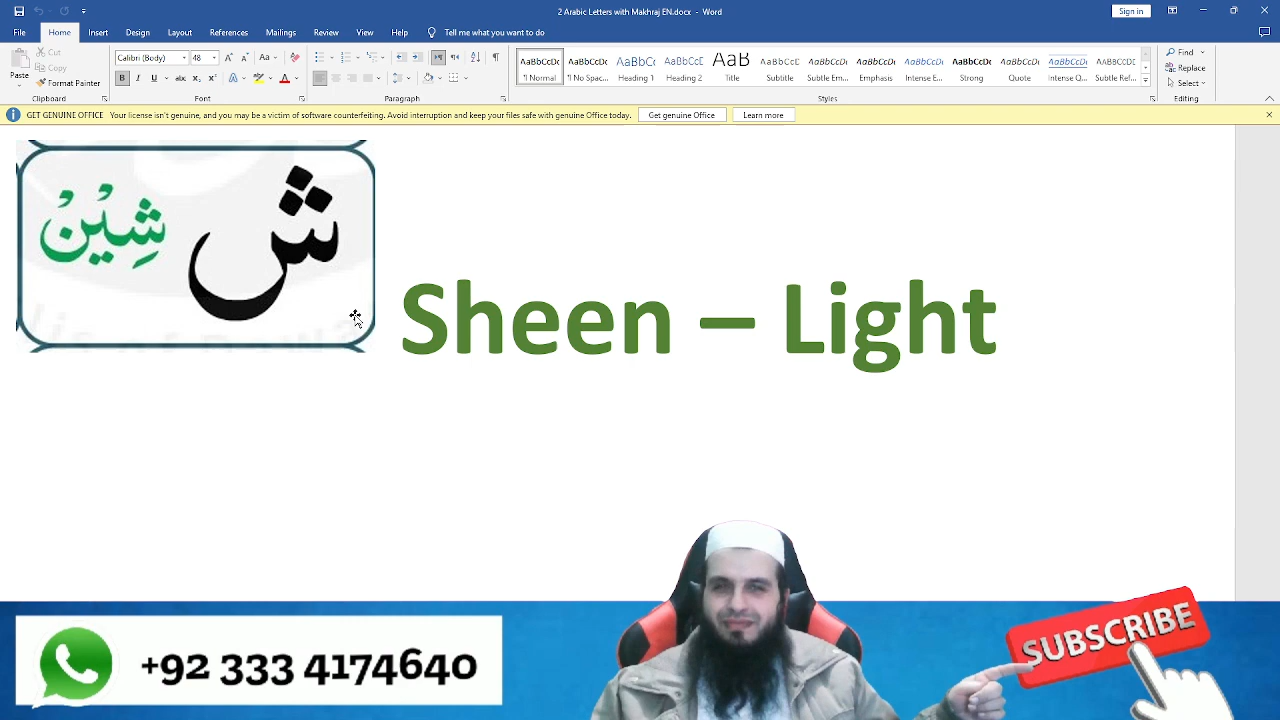 2 Arabic Letters with Makhraj EN.docx - Word
Sign in
File Home Insert Design Layout References Mailings Review View Help Tell me what you want to do
Paste
Cut
Copy
Format Painter
Clipboard
Calibri (Body) 48
Font
Paragraph
AaBbCcDc AaBbCcDc AaBbCc AaBbCcC AaB AaBbCcC AaBbCcDc AaBbCcDc AaBbCcDc AaBbCcDc AaBbCcDc AaBbCcDc AaBbCcDc
¶ Normal ¶ No Spac... Heading 1 Heading 2 Title Subtitle Subtle Em... Emphasis Intense E... Strong Quote Intense Q... Subtle Ref...
Styles
Find
Replace
Select
Editing
GET GENUINE OFFICE Your license isn't genuine, and you may be a victim of software counterfeiting. Avoid interruption and keep your files safe with genuine Office today. Get genuine Office Learn more
ش شِيْنْ
Sheen – Light
+92 333 4174640
SUBSCRIBE